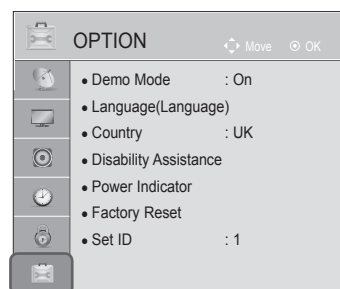 OPTION Move OK
• Demo Mode : On
• Language(Language)
• Country : UK
• Disability Assistance
• Power Indicator
• Factory Reset
• Set ID : 1